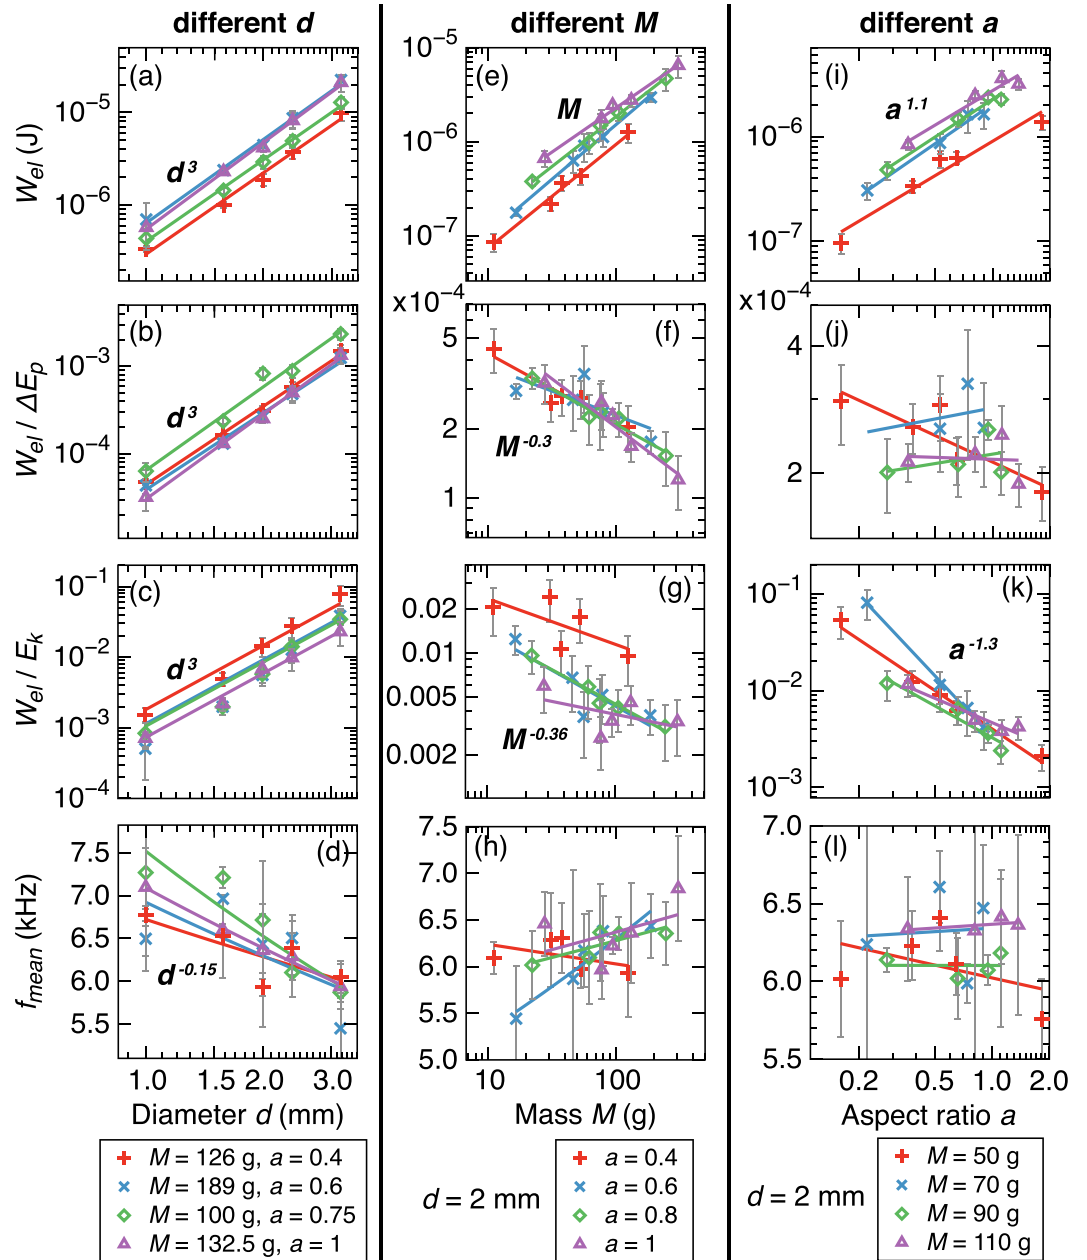 different d
different M
different a
(a)
W_el (J)
10⁻⁵
10⁻⁶
d³
(e)
10⁻⁵
10⁻⁶
10⁻⁷
M
(i)
10⁻⁶
10⁻⁷
a¹·¹
(b)
W_el / ΔE_p
10⁻³
10⁻⁴
d³
x10⁻⁴
(f)
5
2
1
M⁻⁰·³
x10⁻⁴
(j)
4
2
(c)
W_el / E_k
10⁻¹
10⁻²
10⁻³
10⁻⁴
d³
(g)
0.02
0.01
0.005
0.002
M⁻⁰·³⁶
(k)
10⁻¹
10⁻²
10⁻³
a⁻¹·³
(d)
f_mean (kHz)
7.5
7.0
6.5
6.0
5.5
d⁻⁰·¹⁵
1.0 1.5 2.0 3.0
Diameter d (mm)
(h)
7.5
7.0
6.5
6.0
5.5
5.0
10 100
Mass M (g)
(l)
7.0
6.5
6.0
5.5
0.2 0.5 1.0 2.0
Aspect ratio a
M = 126 g, a = 0.4
M = 189 g, a = 0.6
M = 100 g, a = 0.75
M = 132.5 g, a = 1
d = 2 mm
a = 0.4
a = 0.6
a = 0.8
a = 1
d = 2 mm
M = 50 g
M = 70 g
M = 90 g
M = 110 g